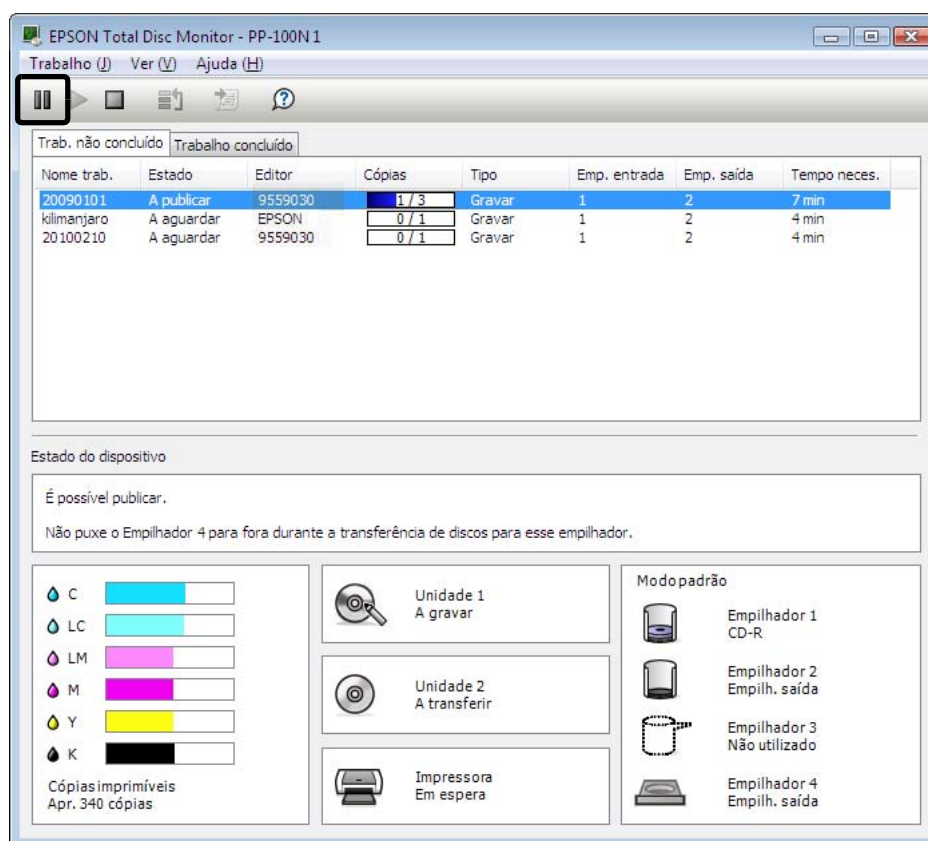 EPSON Total Disc Monitor - PP-100N 1
Trabalho (J) Ver (V) Ajuda (H)
Trab. não concluído Trabalho concluído
Nome trab. Estado Editor Cópias Tipo Emp. entrada Emp. saída Tempo neces.
20090101 A publicar 9559030 1 / 3 Gravar 1 2 7 min
kilimanjaro A aguardar EPSON 0 / 1 Gravar 1 2 4 min
20100210 A aguardar 9559030 0 / 1 Gravar 1 2 4 min
Estado do dispositivo
É possível publicar.
Não puxe o Empilhador 4 para fora durante a transferência de discos para esse empilhador.
C
LC
LM
M
Y
K
Cópias imprimíveis
Apr. 340 cópias
Unidade 1
A gravar
Unidade 2
A transferir
Impressora
Em espera
Modo padrão
Empilhador 1
CD-R
Empilhador 2
Empilh. saída
Empilhador 3
Não utilizado
Empilhador 4
Empilh. saída